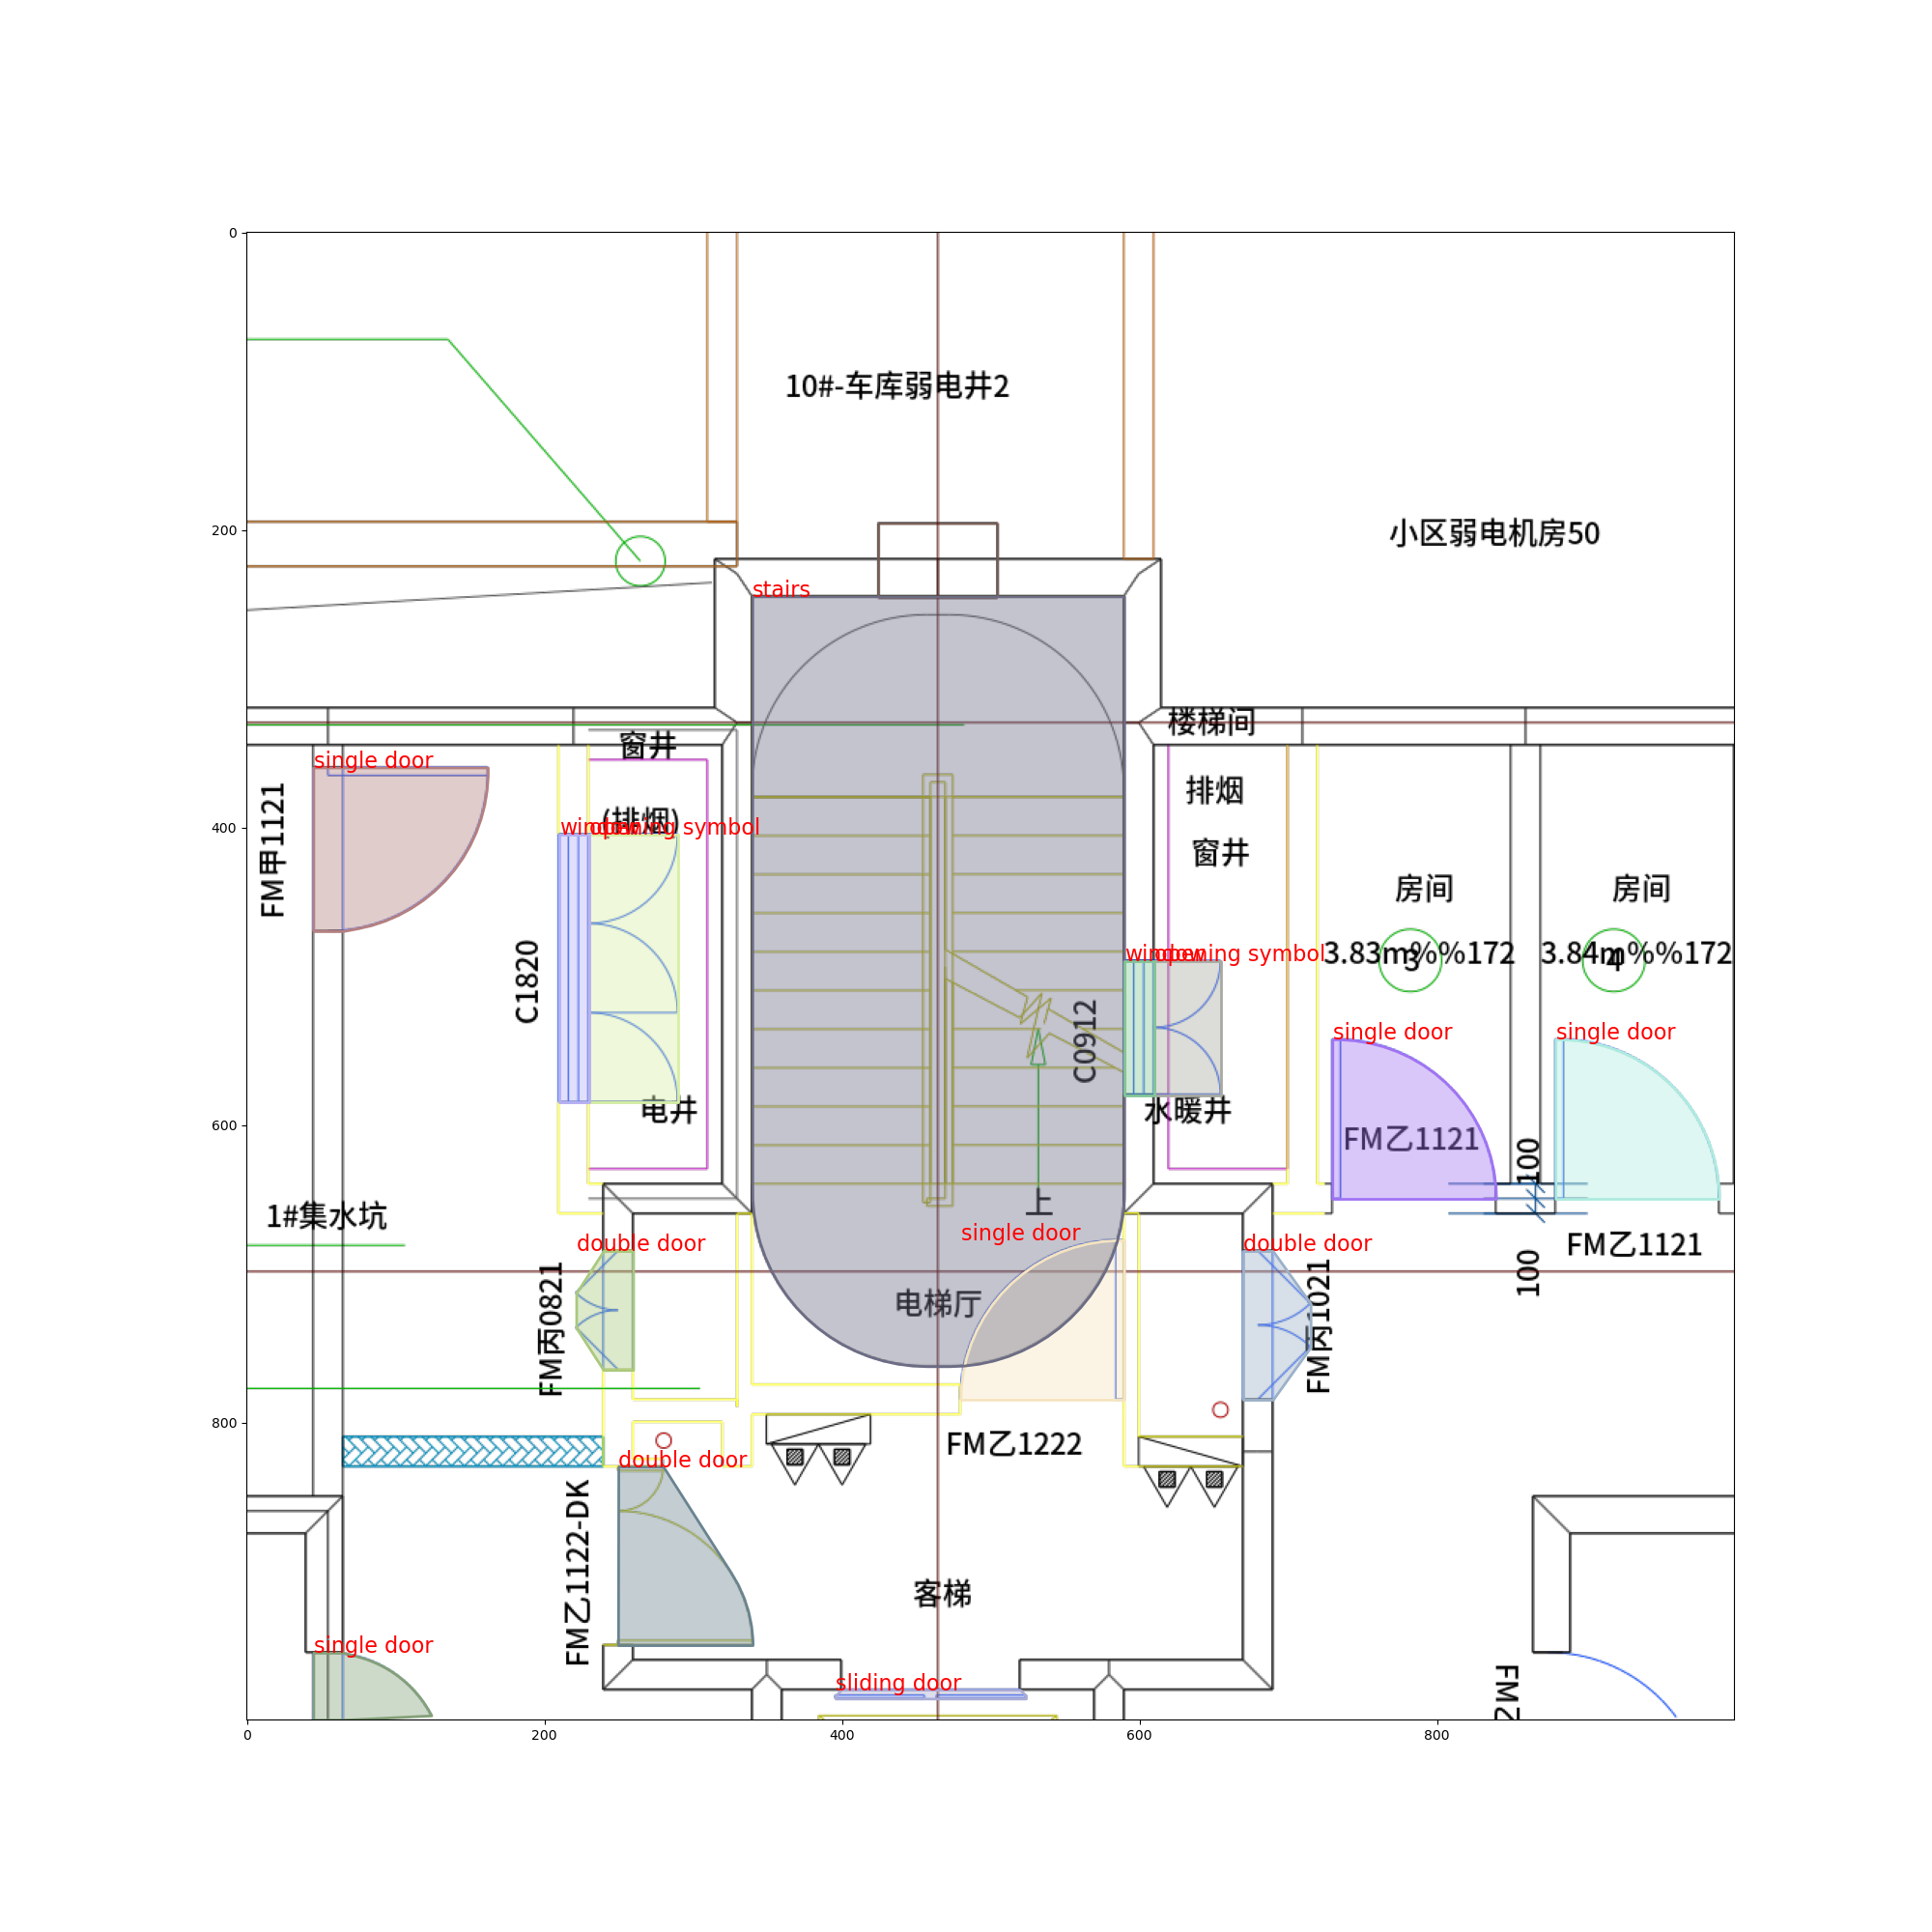 0
10#-车库弱电井2
200
小区弱电机房50
stairs
楼梯间
窗井
single door
排烟
FM甲1121
(排烟)
400
window
opening symbol
窗井
房间
房间
C1820
window
opening symbol
3.83m%%172
3.84m%%172
3
4
C0912
single door
single door
电井
水暖井
600
FM乙1121
100
上
1#集水坑
single door
double door
double door
FM乙1121
100
电梯厅
FM丙0821
FM丙1021
800
FM乙1222
double door
FM乙1122-DK
客梯
single door
sliding door
0
200
400
600
800